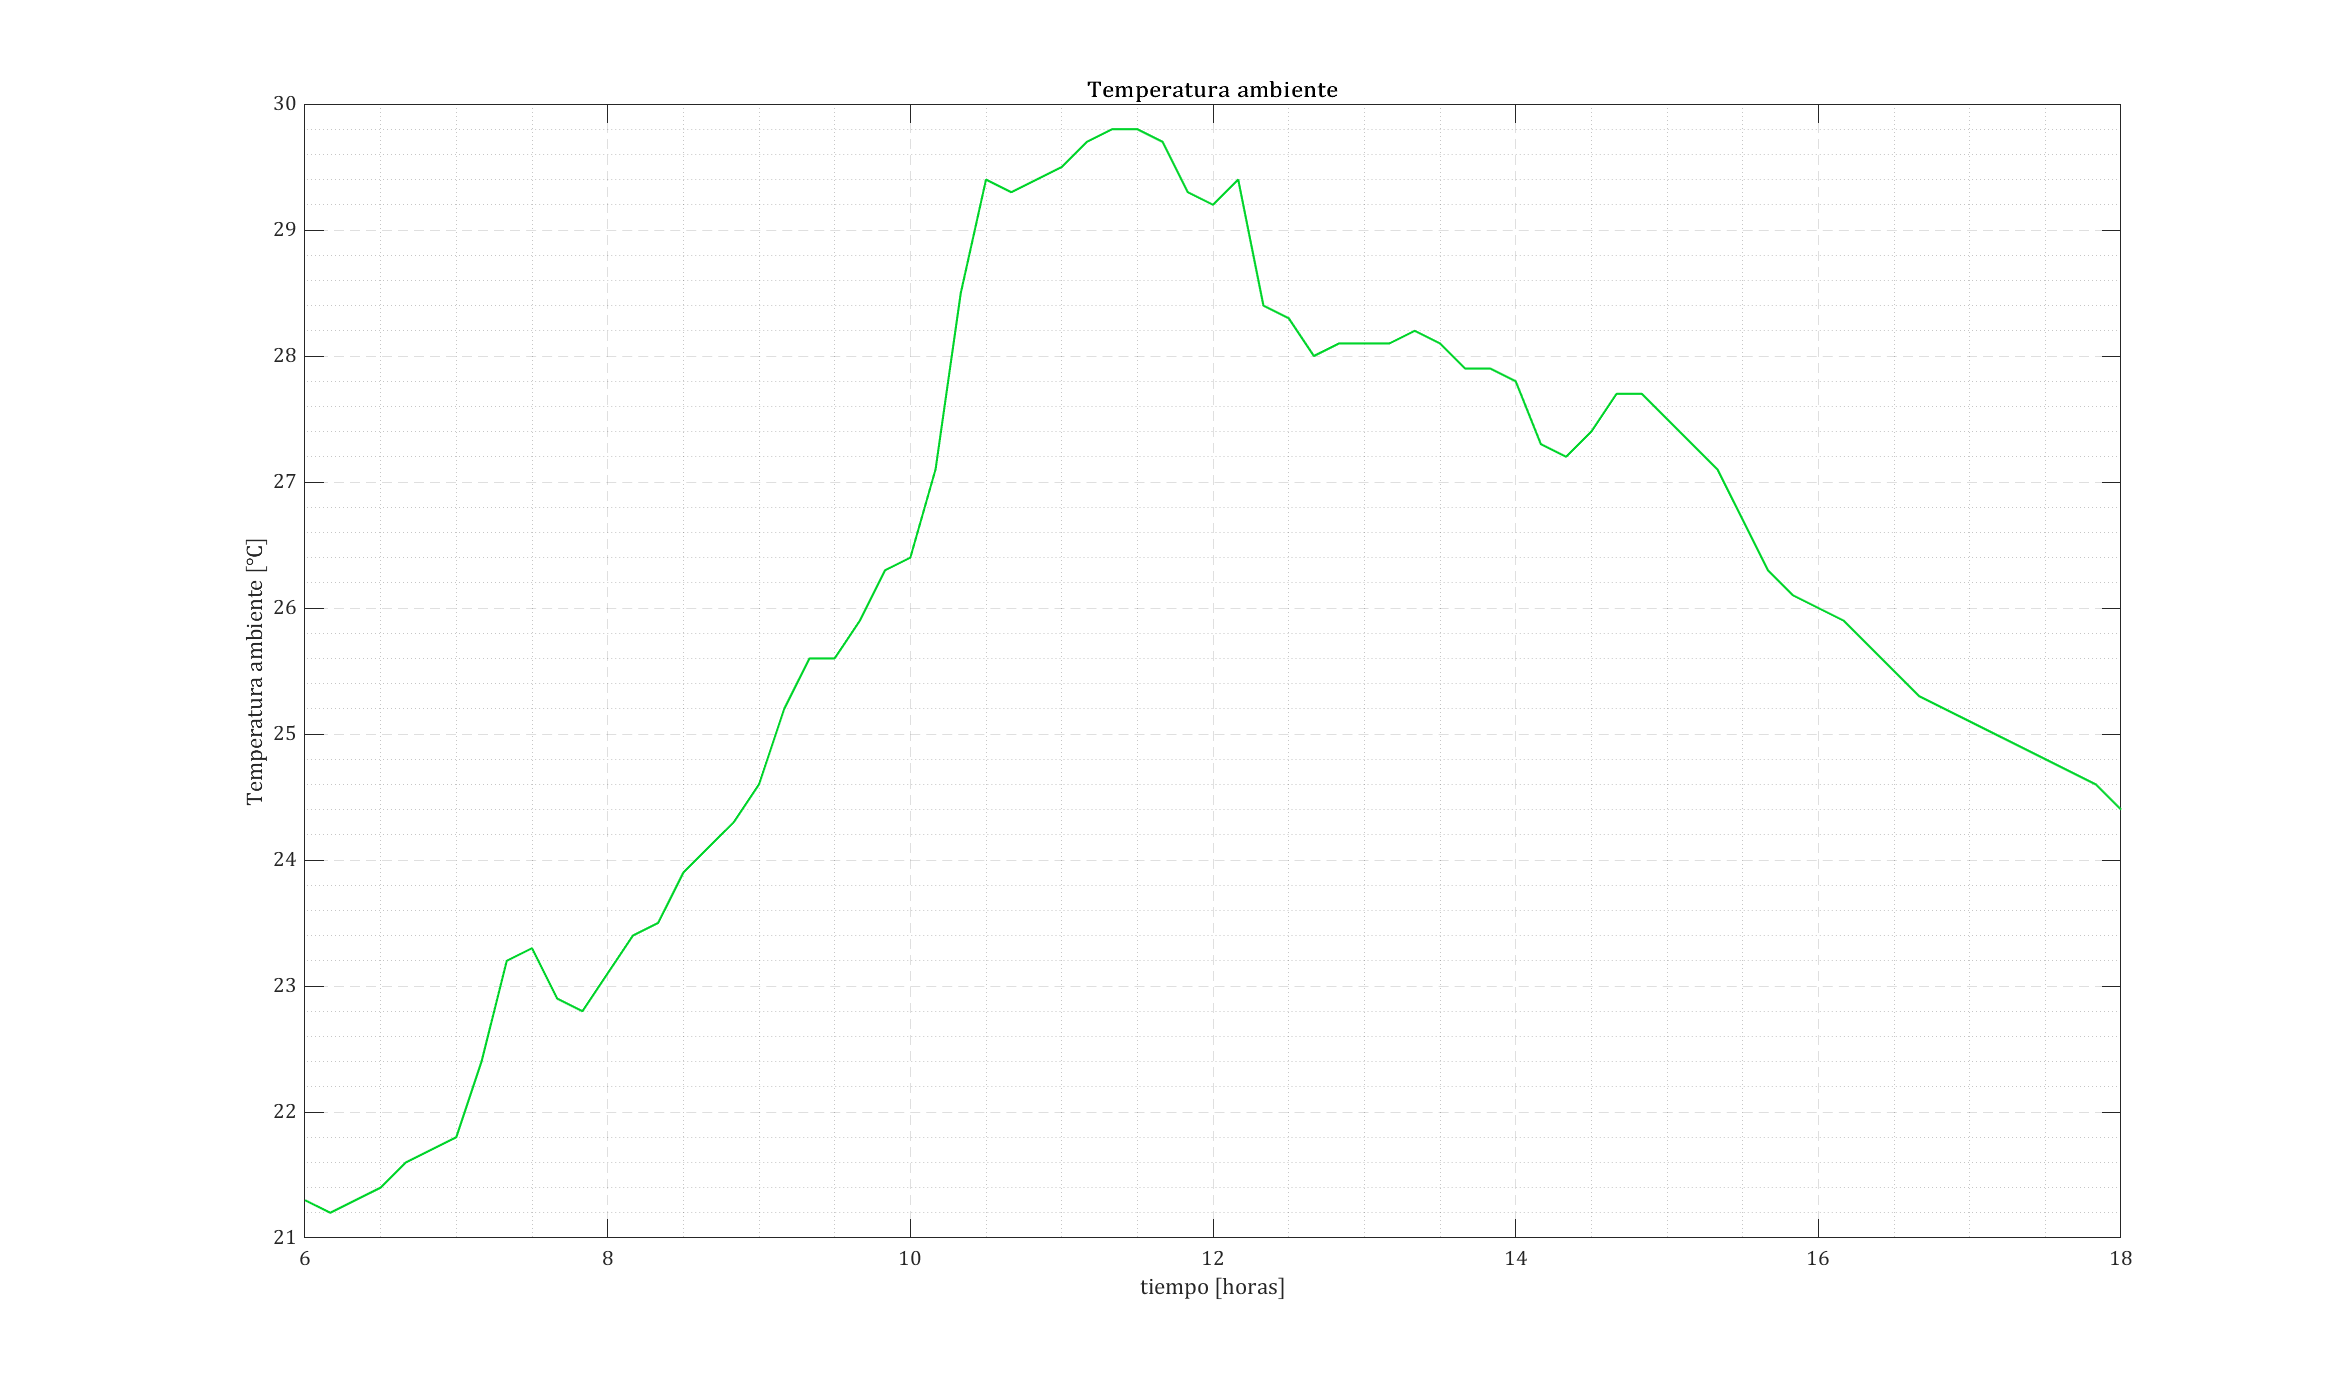 Temperatura ambiente
30
29
28
27
26
25
24
23
22
21
Temperatura ambiente [°C]
6 8 10 12 14 16 18
tiempo [horas]